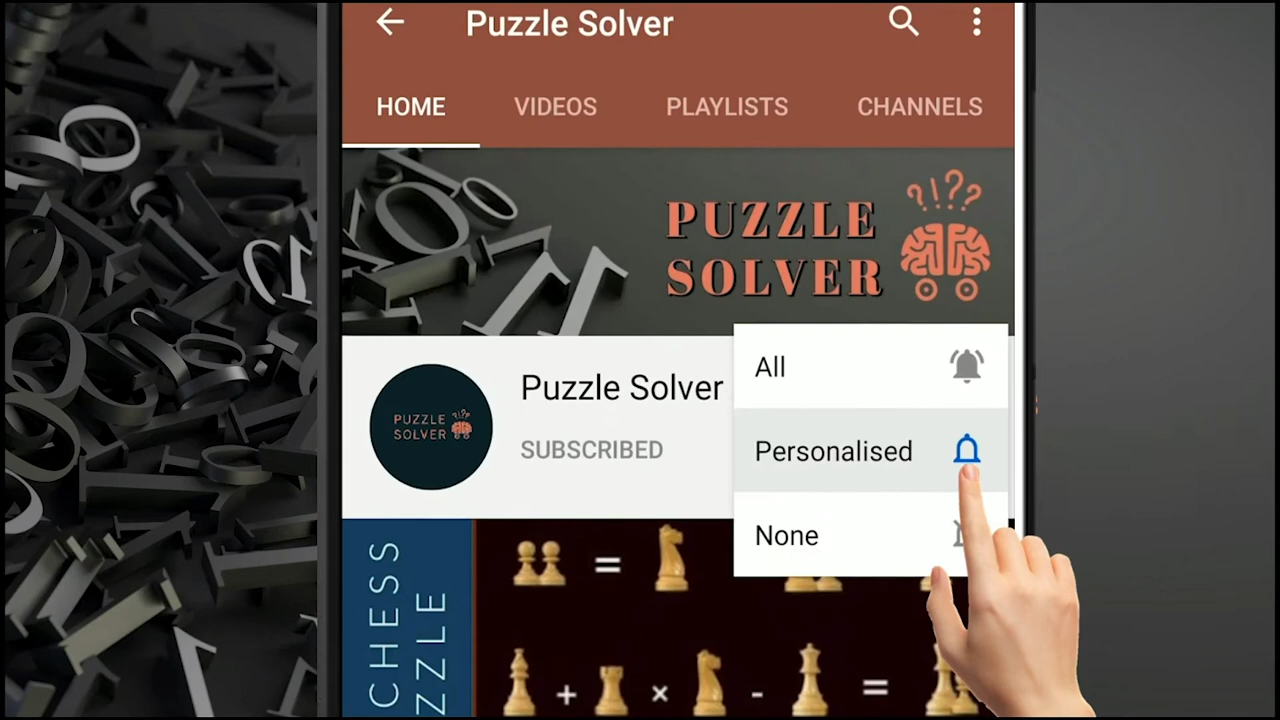 Puzzle Solver
HOME VIDEOS PLAYLISTS CHANNELS
PUZZLE
SOLVER
All
Puzzle Solver
SUBSCRIBED
PUZZLE
SOLVER
Personalised
None
CHESS
ZZLE
=
+ × - =